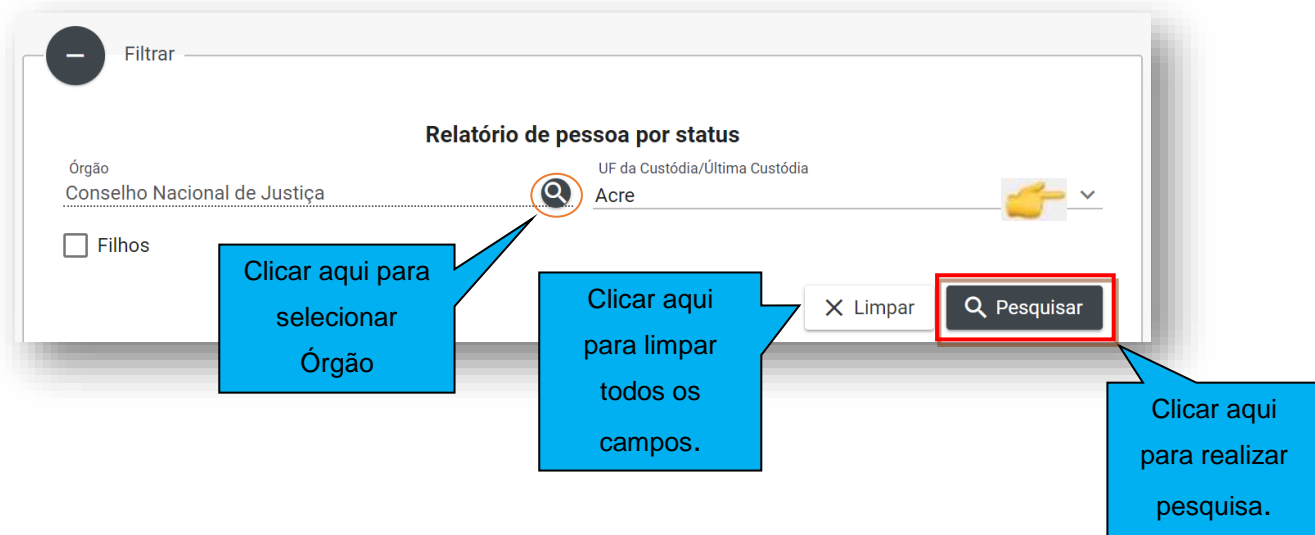 Filtrar
Relatório de pessoa por status
Órgão
Conselho Nacional de Justiça
UF da Custódia/Última Custódia
Acre
Filhos
Clicar aqui para
selecionar
Órgão
Clicar aqui
para limpar
todos os
campos.
Limpar
Pesquisar
Clicar aqui
para realizar
pesquisa.